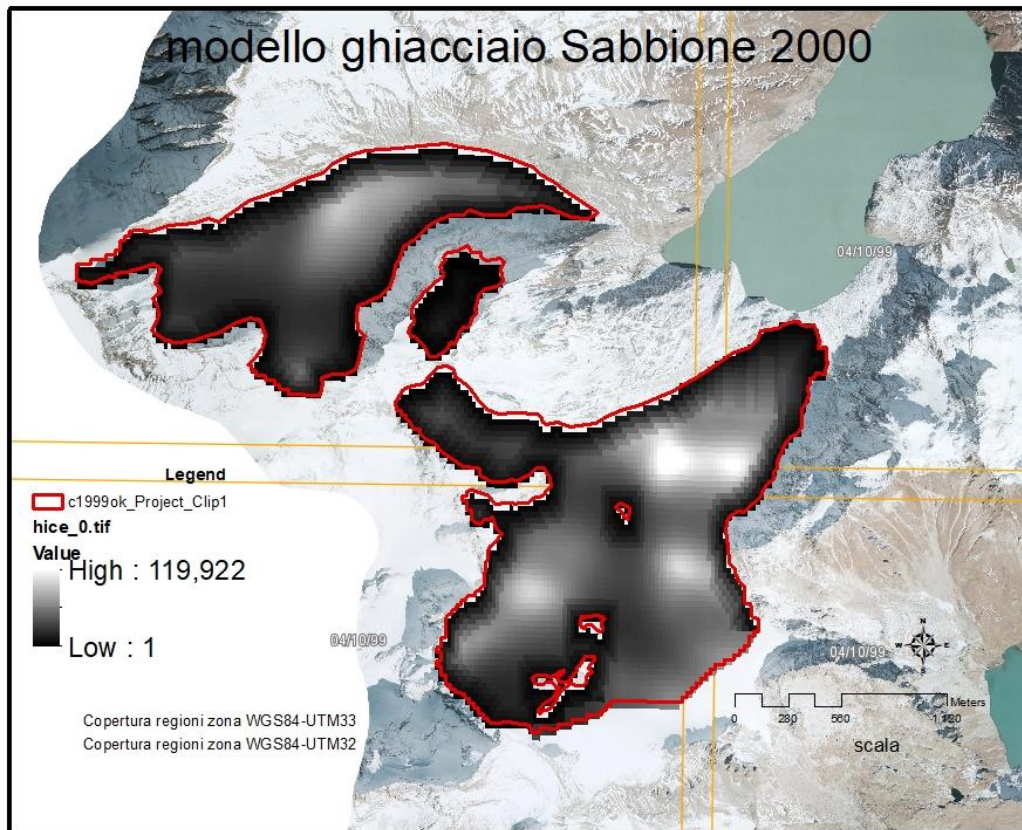 modello ghiacciaio Sabbione 2000
04/10/99
Legend
c1999ok_Project_Clip1
hice_0.tif
Value
High : 119,922
Low : 1
04/10/99
04/10/99
N
W E
S
Meters
0 280 560 1.120
scala
Copertura regioni zona WGS84-UTM33
Copertura regioni zona WGS84-UTM32